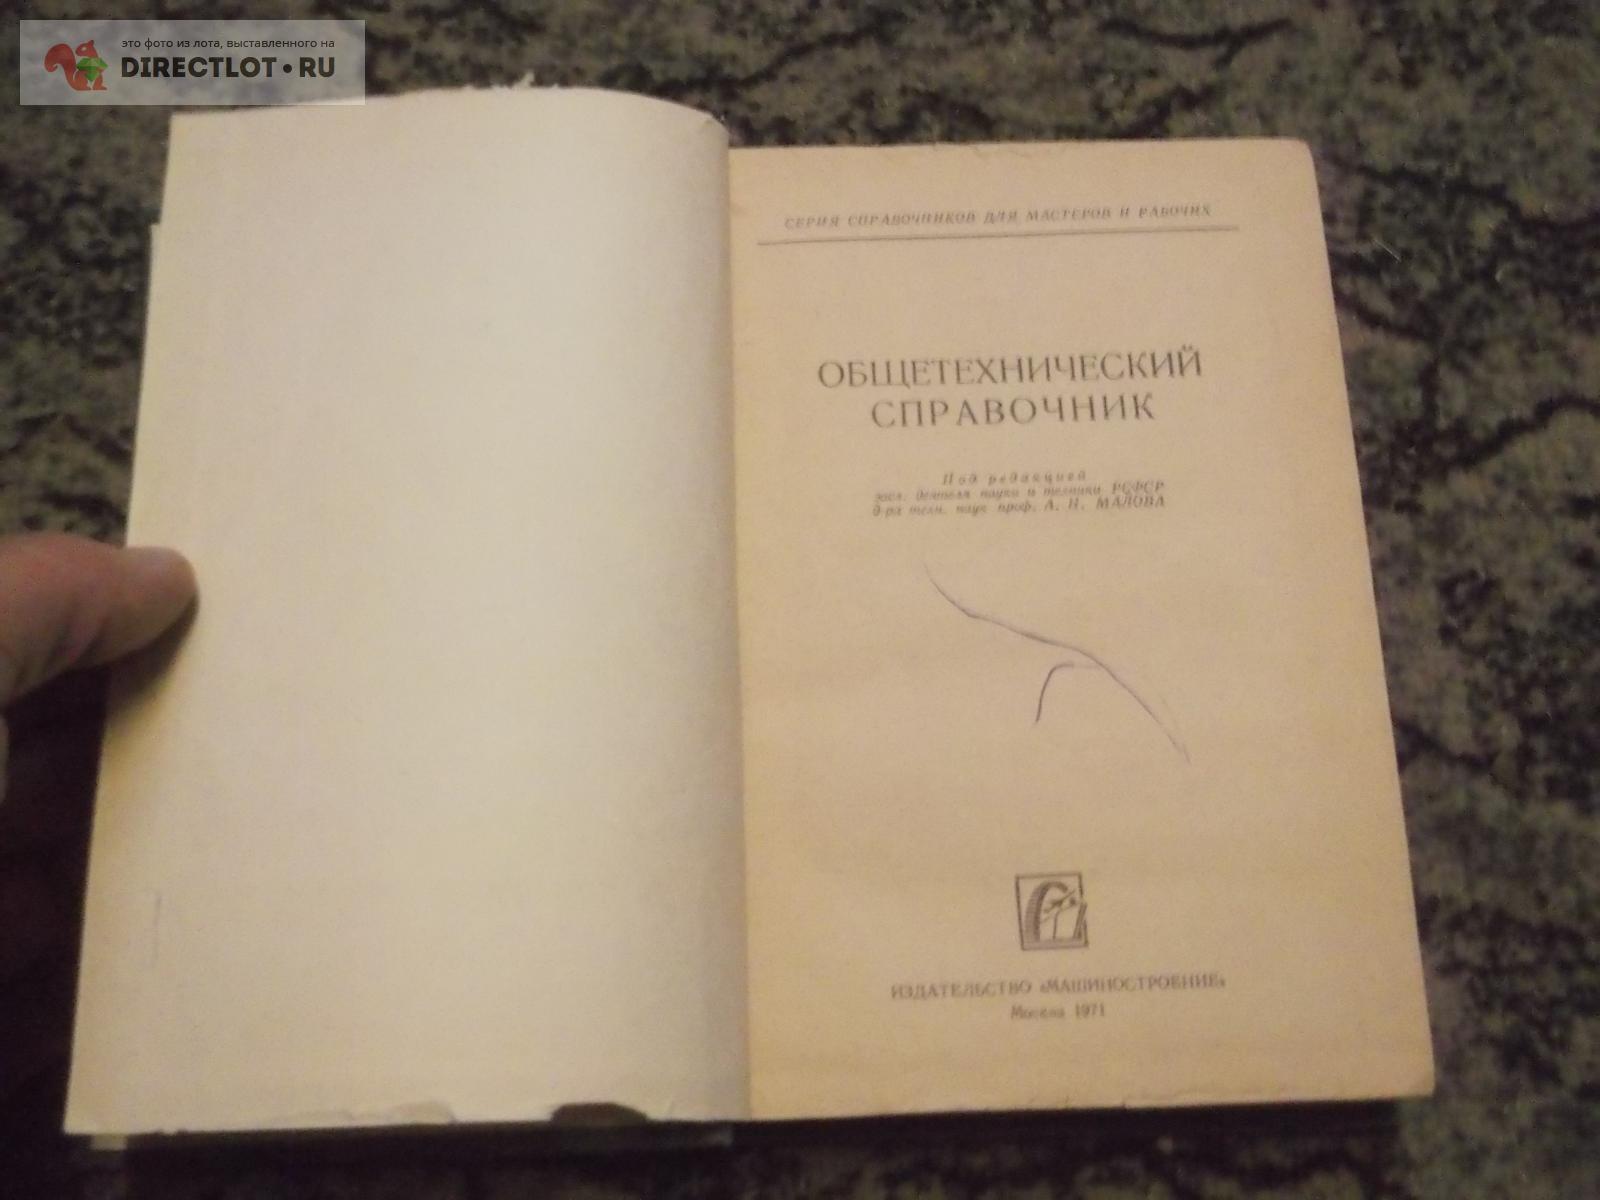 это фото из лота, выставленного на
DIRECTLOT•RU
СЕРИЯ СПРАВОЧНИКОВ ДЛЯ МАСТЕРОВ И РАБОЧИХ
ОБЩЕТЕХНИЧЕСКИЙ
СПРАВОЧНИК
Под редакцией
засл. деятеля науки и техники РСФСР
д-ра техн. наук проф. А. Н. МАЛОВА
ИЗДАТЕЛЬСТВО «МАШИНОСТРОЕНИЕ»
Москва 1971